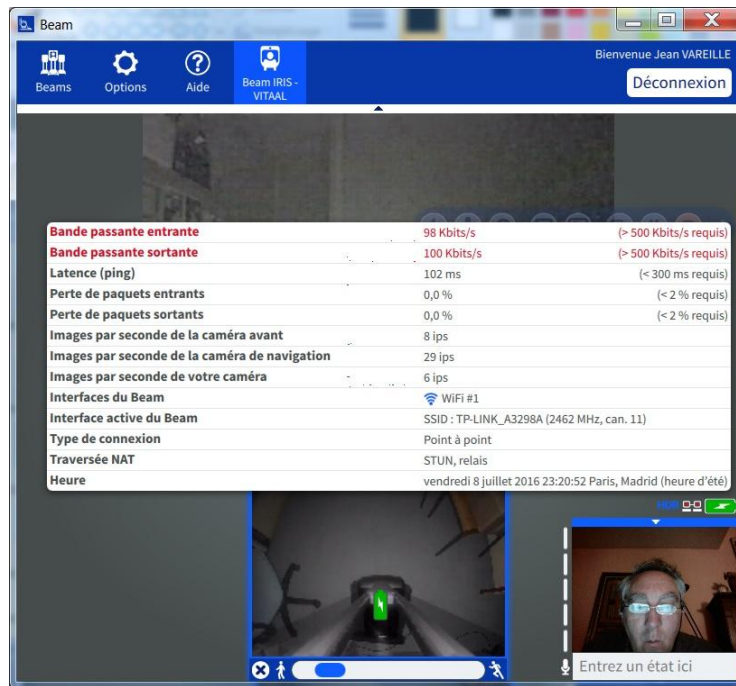 Beam
Bienvenue Jean VAREILLE
Beams
Options
Aide
Beam IRIS -
VITAAL
Déconnexion
Bande passante entrante 98 Kbits/s (> 500 Kbits/s requis)
Bande passante sortante 100 Kbits/s (> 500 Kbits/s requis)
Latence (ping) 102 ms (< 300 ms requis)
Perte de paquets entrants 0,0 % (< 2 % requis)
Perte de paquets sortants 0,0 % (< 2 % requis)
Images par seconde de la caméra avant 8 ips
Images par seconde de la caméra de navigation 29 ips
Images par seconde de votre caméra 6 ips
Interfaces du Beam WiFi #1
Interface active du Beam SSID : TP-LINK_A3298A (2462 MHz, can. 11)
Type de connexion Point à point
Traversée NAT STUN, relais
Heure vendredi 8 juillet 2016 23:20:52 Paris, Madrid (heure d'été)
HDR
Entrez un état ici